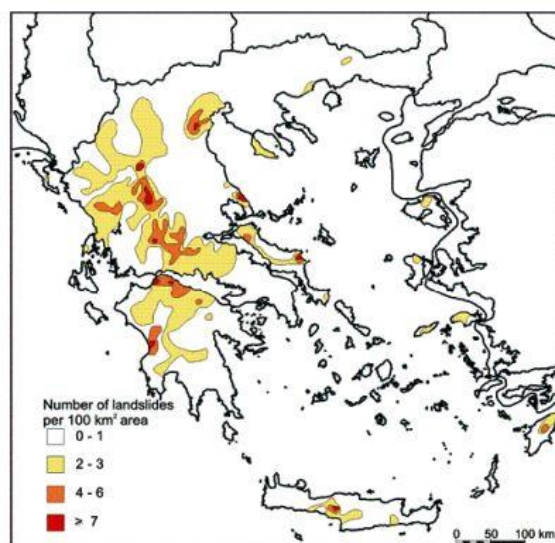 Number of landslides
per 100 km² area
0 - 1
2 - 3
4 - 6
≥ 7
0 50 100 km